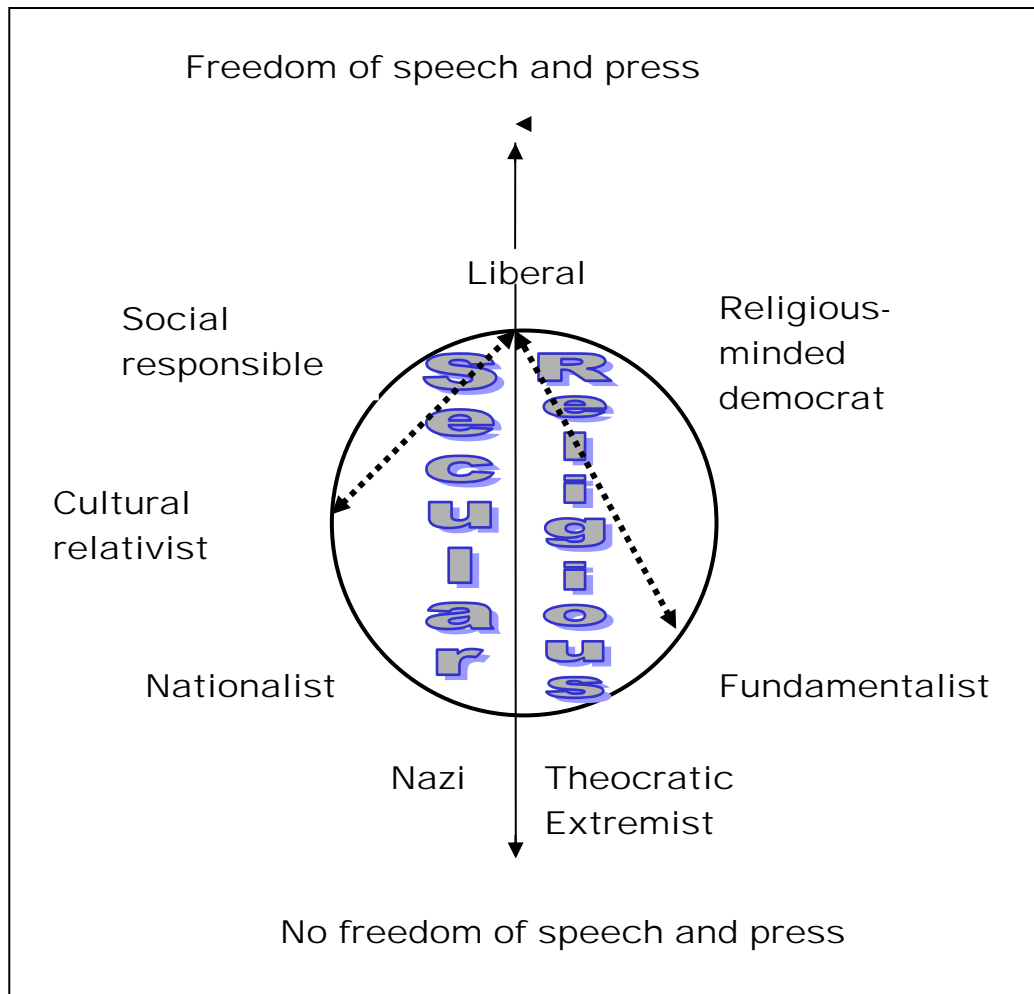 Freedom of speech and press
Liberal
Social
responsible
Religious-
minded
democrat
Secular
Religious
Cultural
relativist
Nationalist
Fundamentalist
Nazi
Theocratic
Extremist
No freedom of speech and press